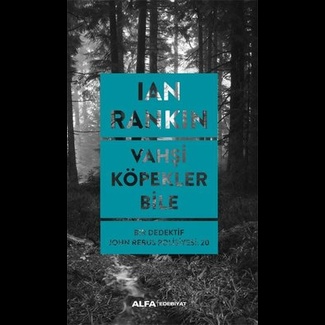 IAN
RANKIN
VAHŞİ
KÖPEKLER
BİLE
BİR DEDEKTİF
JOHN REBUS POLİSİYESİ: 20
ALFA | EDEBİYAT